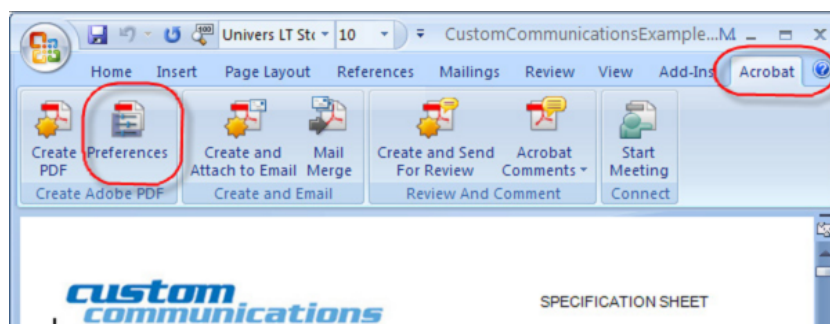 100 Univers LT Sto 10 CustomCommunicationsExample...M
Home Insert Page Layout References Mailings Review View Add-Ins Acrobat
Create PDF
Preferences
Create and Attach to Email
Mail Merge
Create and Send For Review
Acrobat Comments
Start Meeting
Create Adobe PDF Create and Email Review And Comment Connect
custom
communications
SPECIFICATION SHEET